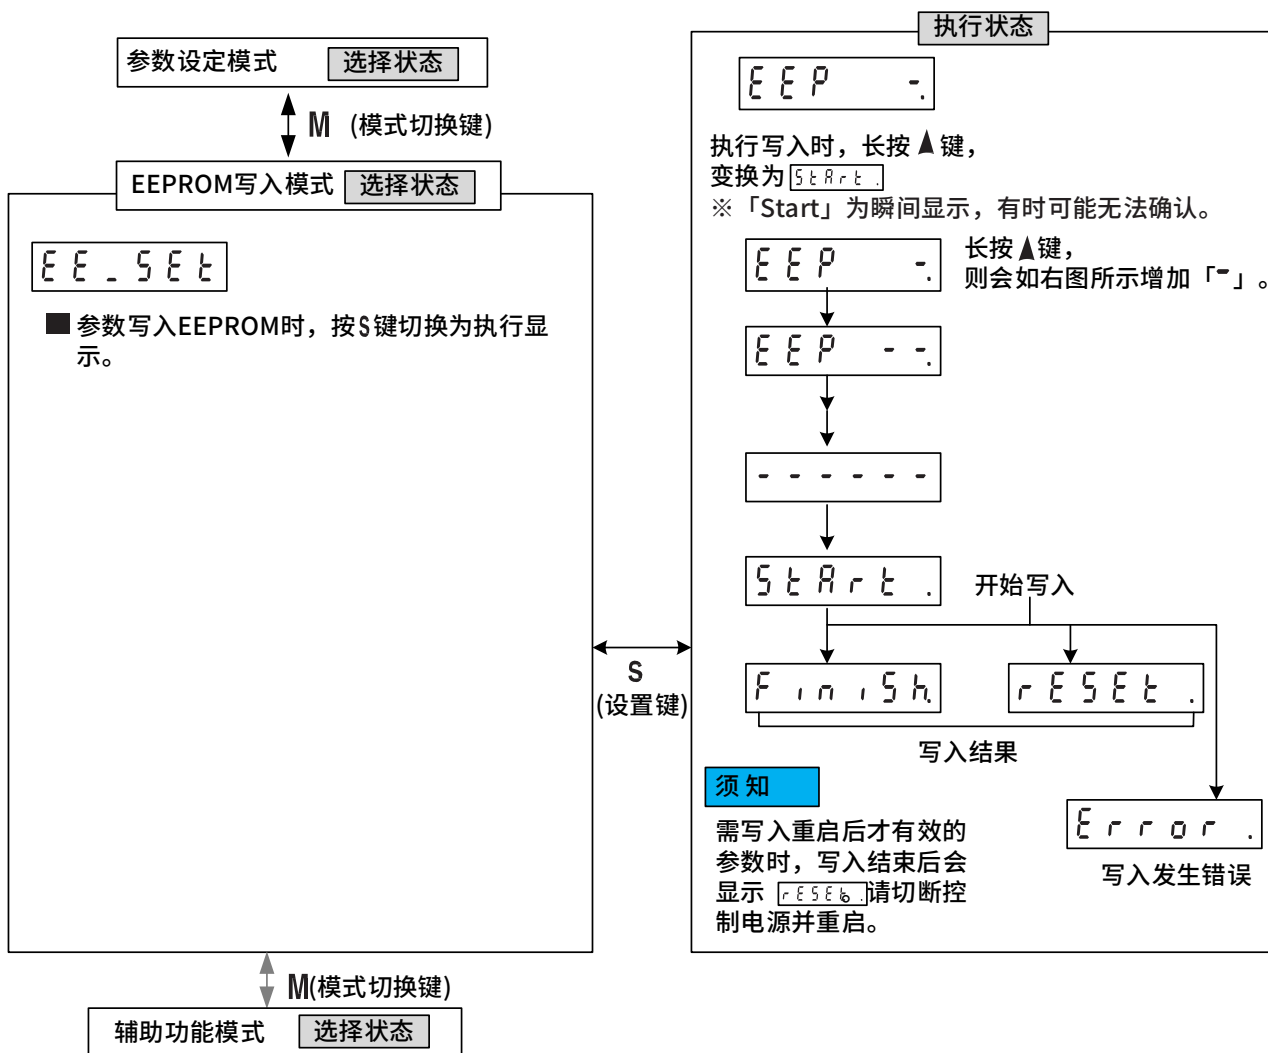 参数设定模式 选择状态
M (模式切换键)
EEPROM写入模式 选择状态
EE_SEt
■ 参数写入EEPROM时，按S键切换为执行显
示。
S
(设置键)
M(模式切换键)
辅助功能模式 选择状态
执行状态
EEP -.
执行写入时，长按▲键，
变换为 StArt.
※「Start」为瞬间显示，有时可能无法确认。
EEP -.
长按▲键，
则会如右图所示增加「-」。
EEP --.
------
StArt.
开始写入
FiniSh.
rESEt.
写入结果
须知
需写入重启后才有效的
参数时，写入结束后会
显示 rESEt. 请切断控
制电源并重启。
Error.
写入发生错误